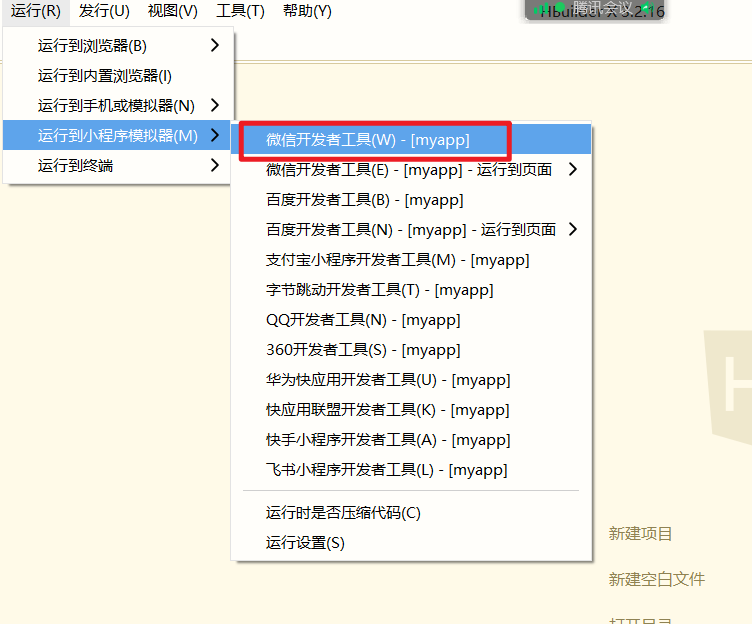 运行(R) 发行(U) 视图(V) 工具(T) 帮助(Y)
HBuilder X 3.2.16
腾讯会议
运行到浏览器(B)
运行到内置浏览器(I)
运行到手机或模拟器(N)
运行到小程序模拟器(M)
运行到终端
微信开发者工具(W) - [myapp]
微信开发者工具(E) - [myapp] - 运行到页面
百度开发者工具(B) - [myapp]
百度开发者工具(N) - [myapp] - 运行到页面
支付宝小程序开发者工具(M) - [myapp]
字节跳动开发者工具(T) - [myapp]
QQ开发者工具(N) - [myapp]
360开发者工具(S) - [myapp]
华为快应用开发者工具(U) - [myapp]
快应用联盟开发者工具(K) - [myapp]
快手小程序开发者工具(A) - [myapp]
飞书小程序开发者工具(L) - [myapp]
运行时是否压缩代码(C)
运行设置(S)
新建项目
新建空白文件
打开目录